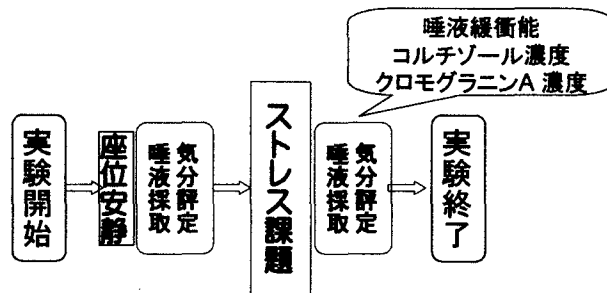 唾液緩衝能
コルチゾール濃度
クロモグラニンA 濃度
実験開始
座位安静
気分評定
唾液採取
ストレス課題
気分評定
唾液採取
実験終了